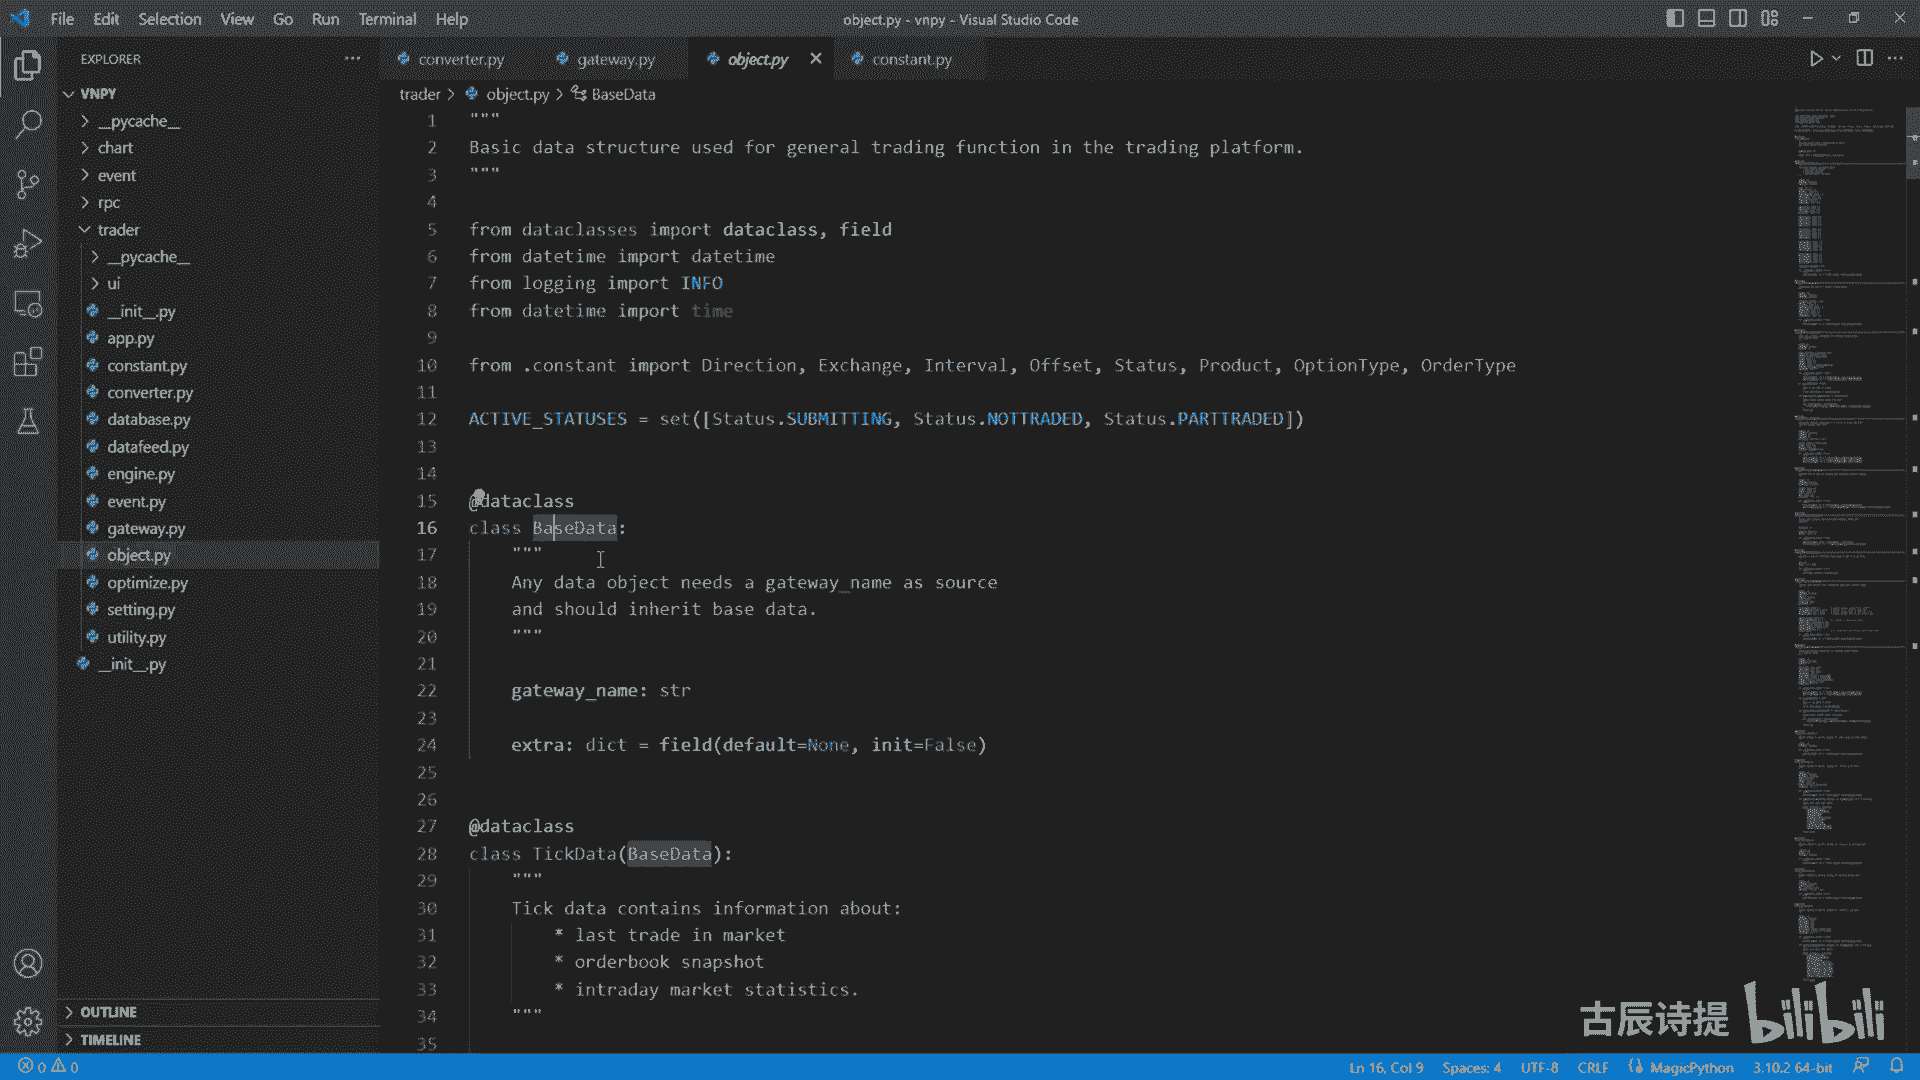 File Edit Selection View Go Run Terminal Help
object.py - vnpy - Visual Studio Code
EXPLORER
VNPY
__pycache__
chart
event
rpc
trader
__pycache__
ui
__init__.py
app.py
constant.py
converter.py
database.py
datafeed.py
engine.py
event.py
gateway.py
object.py
optimize.py
setting.py
utility.py
__init__.py
OUTLINE
TIMELINE
converter.py gateway.py object.py constant.py
trader > object.py > BaseData
1 """
2 Basic data structure used for general trading function in the trading platform.
3 """
4
5 from dataclasses import dataclass, field
6 from datetime import datetime
7 from logging import INFO
8 from datetime import time
9
10 from .constant import Direction, Exchange, Interval, Offset, Status, Product, OptionType, OrderType
11
12 ACTIVE_STATUSES = set([Status.SUBMITTING, Status.NOTTRADED, Status.PARTTRADED])
13
14
15 @dataclass
16 class BaseData:
17 """
18 Any data object needs a gateway_name as source
19 and should inherit base data.
20 """
21
22 gateway_name: str
23
24 extra: dict = field(default=None, init=False)
25
26
27 @dataclass
28 class TickData(BaseData):
29 """
30 Tick data contains information about:
31 * last trade in market
32 * orderbook snapshot
33 * intraday market statistics.
34 """
35
古辰诗提 bilibili
0 0
Ln 16, Col 9 Spaces: 4 UTF-8 CRLF MagicPython 3.10.2 64-bit